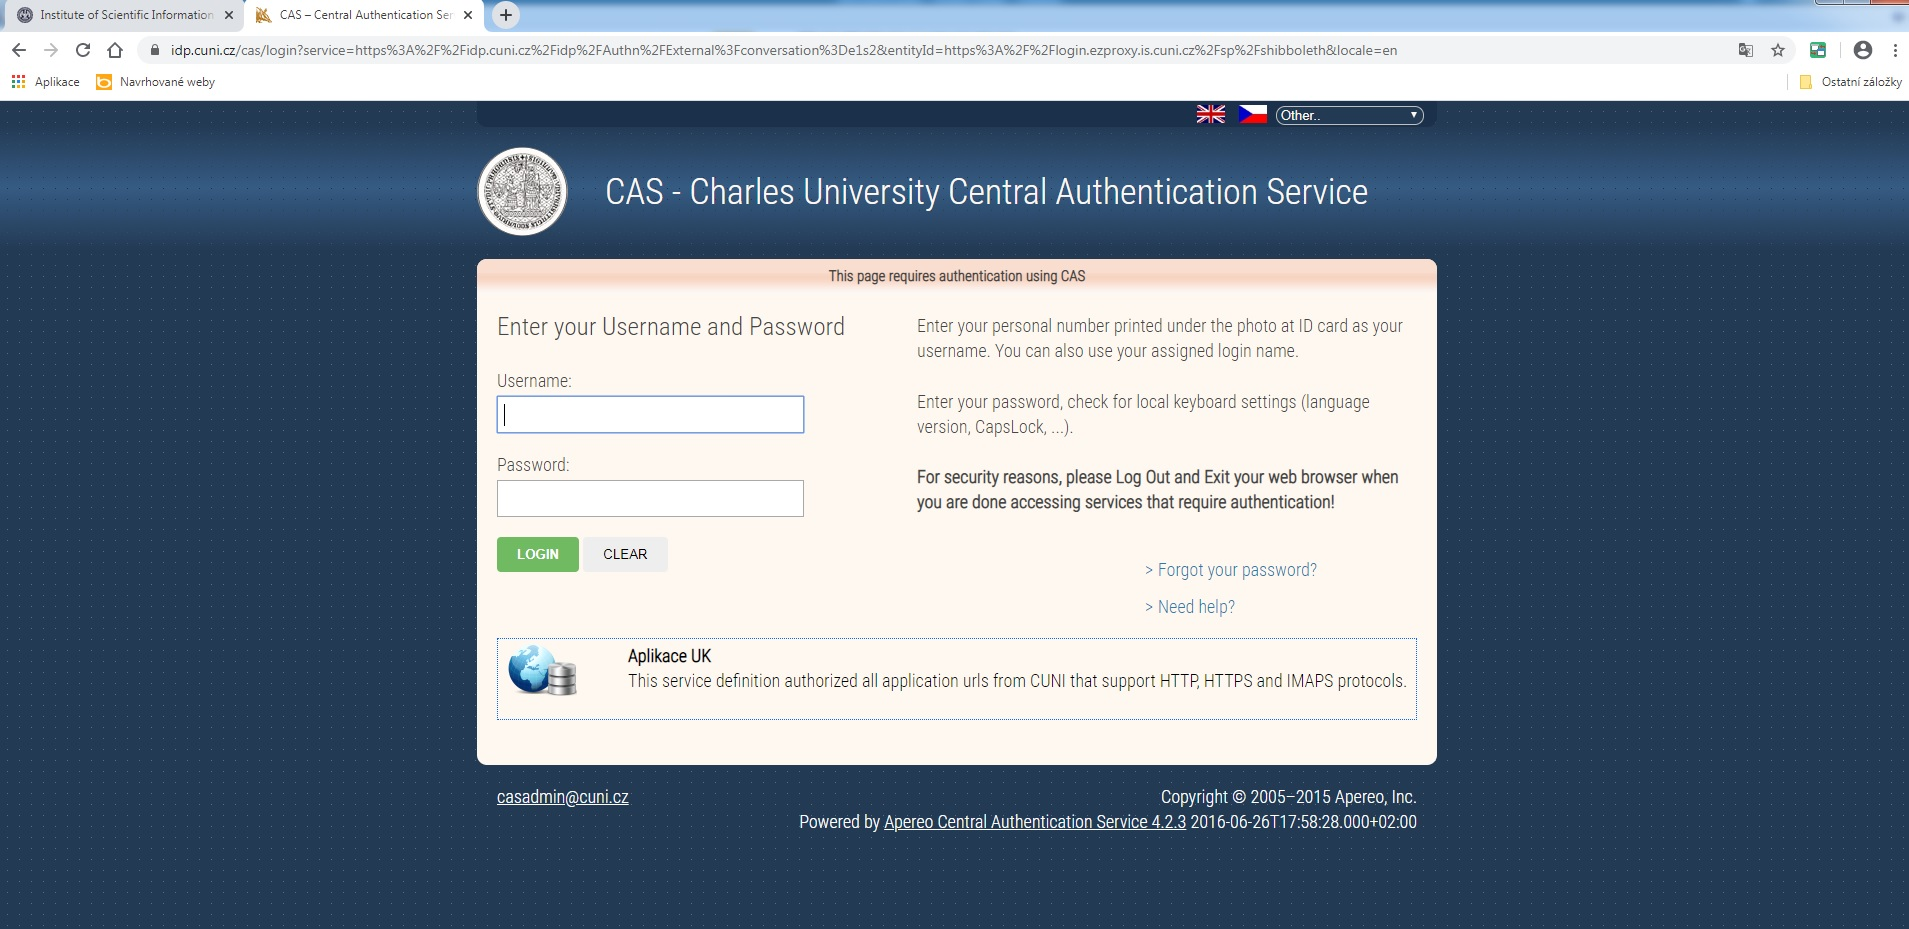 Institute of Scientific Information
CAS – Central Authentication Ser
idp.cuni.cz/cas/login?service=https%3A%2F%2Fidp.cuni.cz%2Fidp%2FAuthn%2FExternal%3Fconversation%3De1s2&entityId=https%3A%2F%2Flogin.ezproxy.is.cuni.cz%2Fsp%2Fshibboleth&locale=en
Aplikace
Navrhované weby
Ostatní záložky
Other..
CAS - Charles University Central Authentication Service
This page requires authentication using CAS
Enter your Username and Password
Username:
Password:
LOGIN
CLEAR
Enter your personal number printed under the photo at ID card as your
username. You can also use your assigned login name.
Enter your password, check for local keyboard settings (language
version, CapsLock, ...).
For security reasons, please Log Out and Exit your web browser when
you are done accessing services that require authentication!
> Forgot your password?
> Need help?
Aplikace UK
This service definition authorized all application urls from CUNI that support HTTP, HTTPS and IMAPS protocols.
casadmin@cuni.cz
Copyright © 2005–2015 Apereo, Inc.
Powered by Apereo Central Authentication Service 4.2.3 2016-06-26T17:58:28.000+02:00